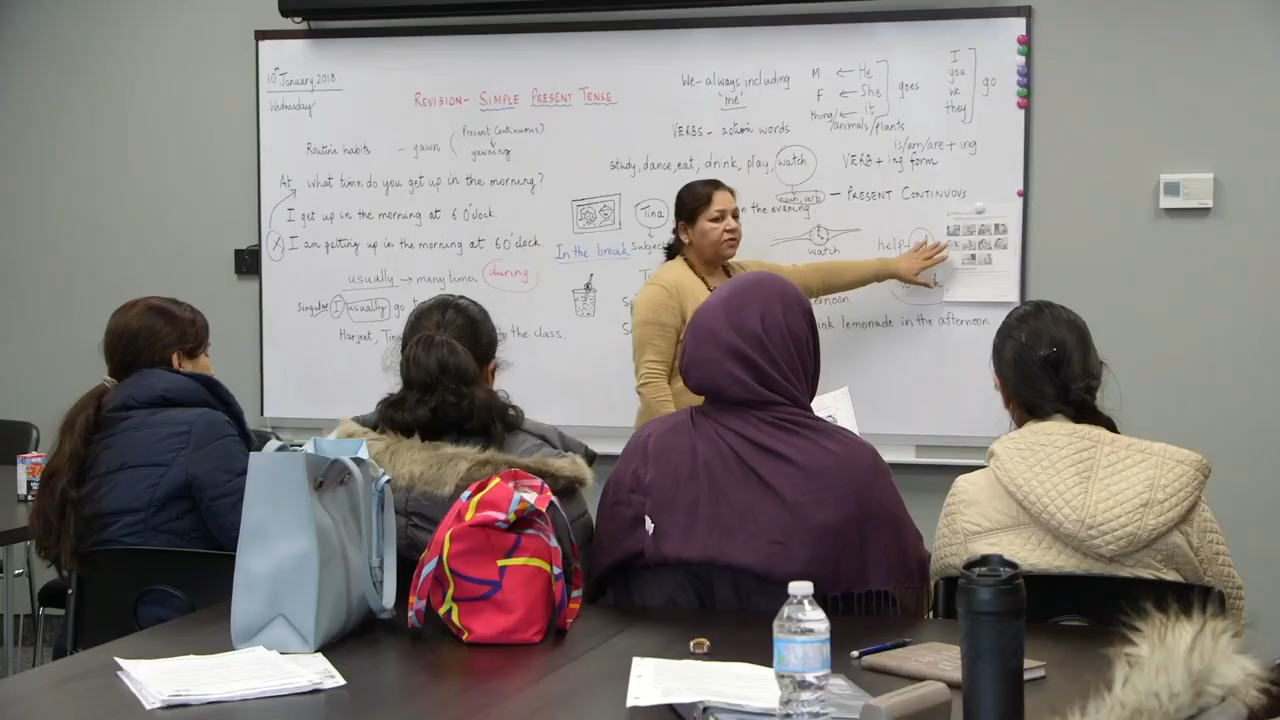 10th January 2018
Wednesday
REVISION- SIMPLE PRESENT TENSE
Routine habits - yawn ( Present Continuous?
yawning
At what time do you get up in the morning?
I get up in the morning at 6 O'clock
X I am getting up in the morning at 6 O'clock
usually → many times during
Singular I usually go
Harjeet, Tina the class.
In the break
We- always including
'me'
VERBS - action words
study, dance, eat, drink, play, watch
noun, verb
Tina in the evening.
Subject
watch
M ← He
F ← She
thing/ ← it
/animals/plants
goes
I
you
we
they
go
is/am/are + ing
VERB + ing form
- PRESENT CONTINUOUS
help
lemonade in the afternoon.